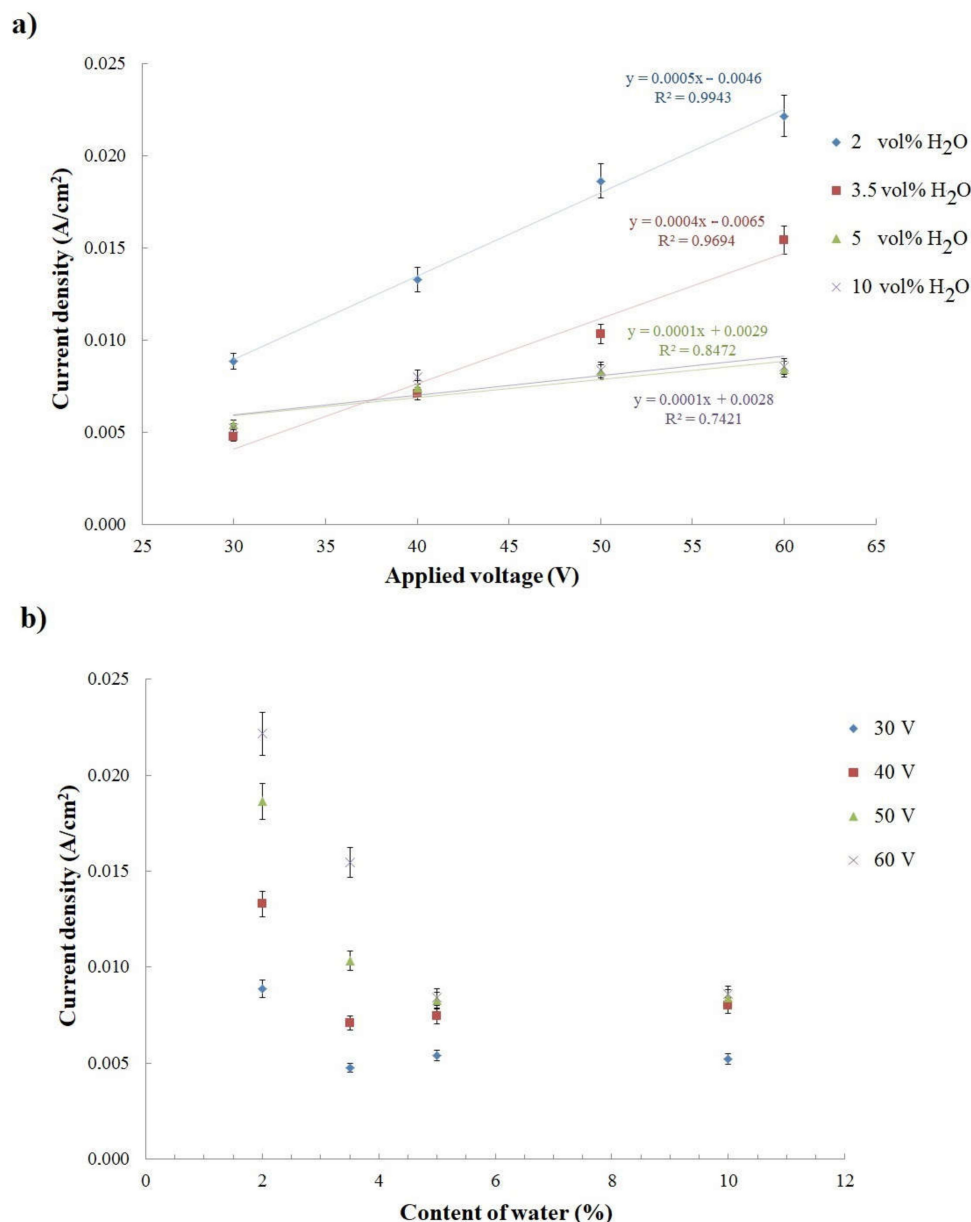 a)
0.025
0.020
0.015
0.010
0.005
0.000
Current density (A/cm²)
y = 0.0005x – 0.0046
R² = 0.9943
y = 0.0004x – 0.0065
R² = 0.9694
y = 0.0001x + 0.0029
R² = 0.8472
y = 0.0001x + 0.0028
R² = 0.7421
2 vol% H₂O
3.5 vol% H₂O
5 vol% H₂O
10 vol% H₂O
25 30 35 40 45 50 55 60 65
Applied voltage (V)
b)
0.025
0.020
0.015
0.010
0.005
0.000
Current density (A/cm²)
30 V
40 V
50 V
60 V
0 2 4 6 8 10 12
Content of water (%)